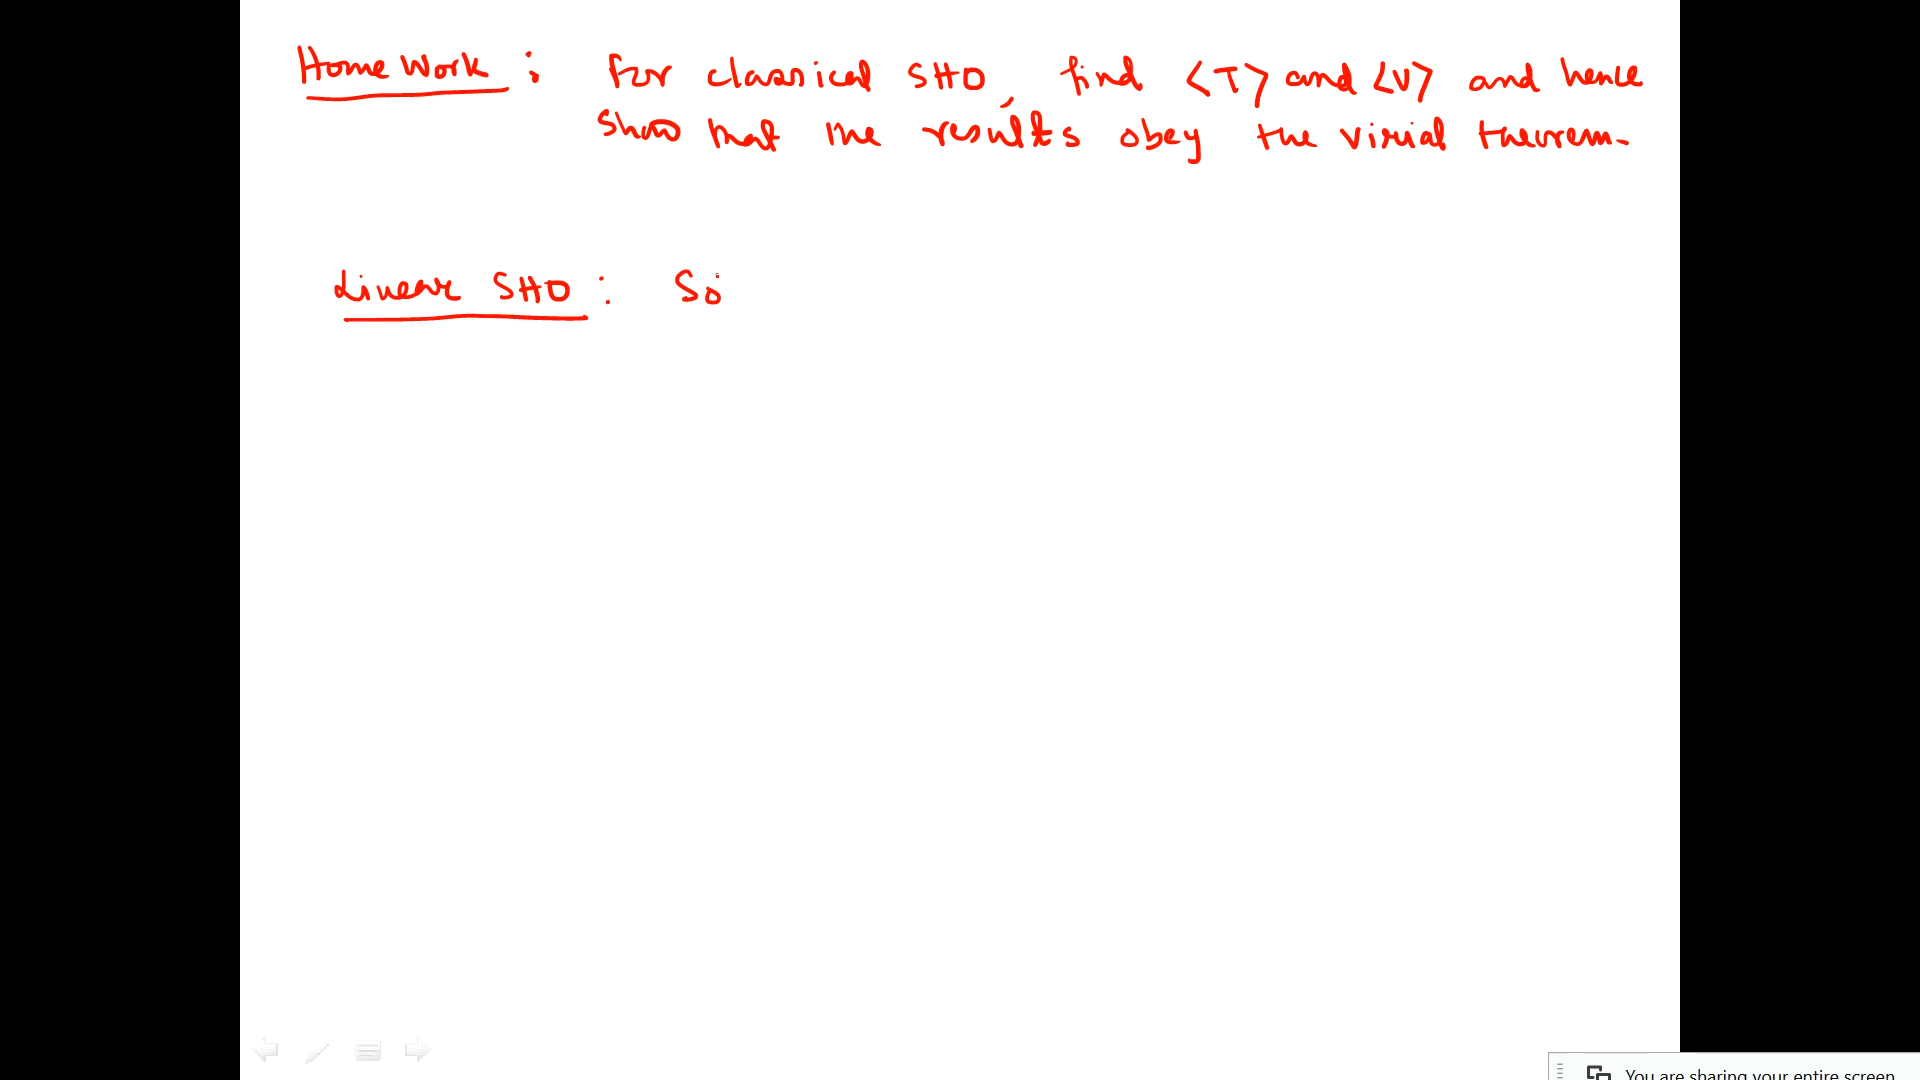 Home Work : For classical SHO, find <T> and <V> and hence
show that the results obey the virial theorem.
Linear SHO : So
You are sharing your entire screen